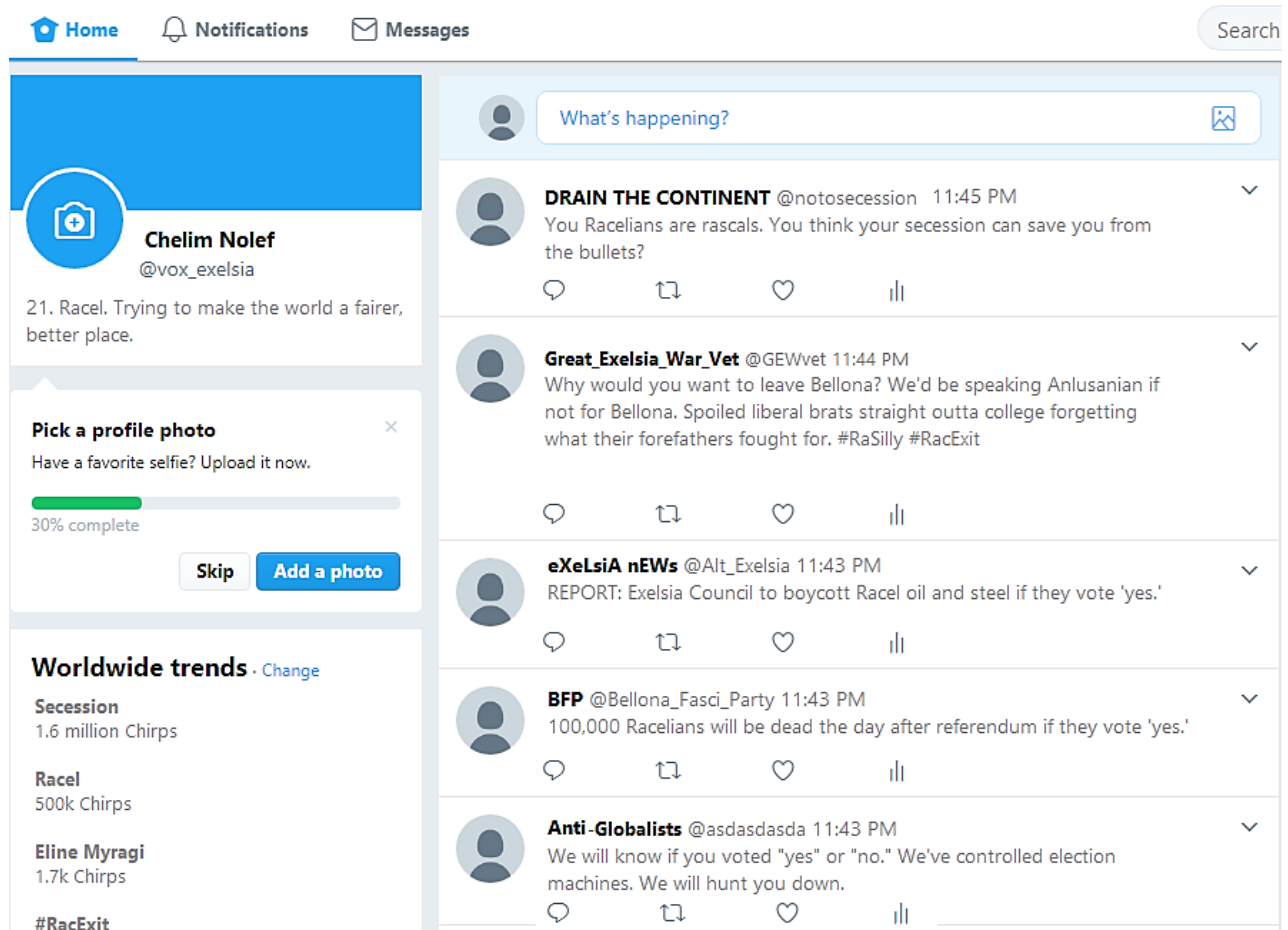 Home Notifications Messages Search
Chelim Nolef
@vox_exelsia
21. Racel. Trying to make the world a fairer,
better place.
Pick a profile photo
Have a favorite selfie? Upload it now.
30% complete
Skip Add a photo
Worldwide trends · Change
Secession
1.6 million Chirps
Racel
500k Chirps
Eline Myragi
1.7k Chirps
#RacExit
What's happening?
DRAIN THE CONTINENT @notosecession 11:45 PM
You Racelians are rascals. You think your secession can save you from
the bullets?
Great_Exelsia_War_Vet @GEWvet 11:44 PM
Why would you want to leave Bellona? We'd be speaking Anlusanian if
not for Bellona. Spoiled liberal brats straight outta college forgetting
what their forefathers fought for. #RaSilly #RacExit
eXeLsiA nEWs @Alt_Exelsia 11:43 PM
REPORT: Exelsia Council to boycott Racel oil and steel if they vote 'yes.'
BFP @Bellona_Fasci_Party 11:43 PM
100,000 Racelians will be dead the day after referendum if they vote 'yes.'
Anti-Globalists @asdasdasda 11:43 PM
We will know if you voted "yes" or "no." We've controlled election
machines. We will hunt you down.